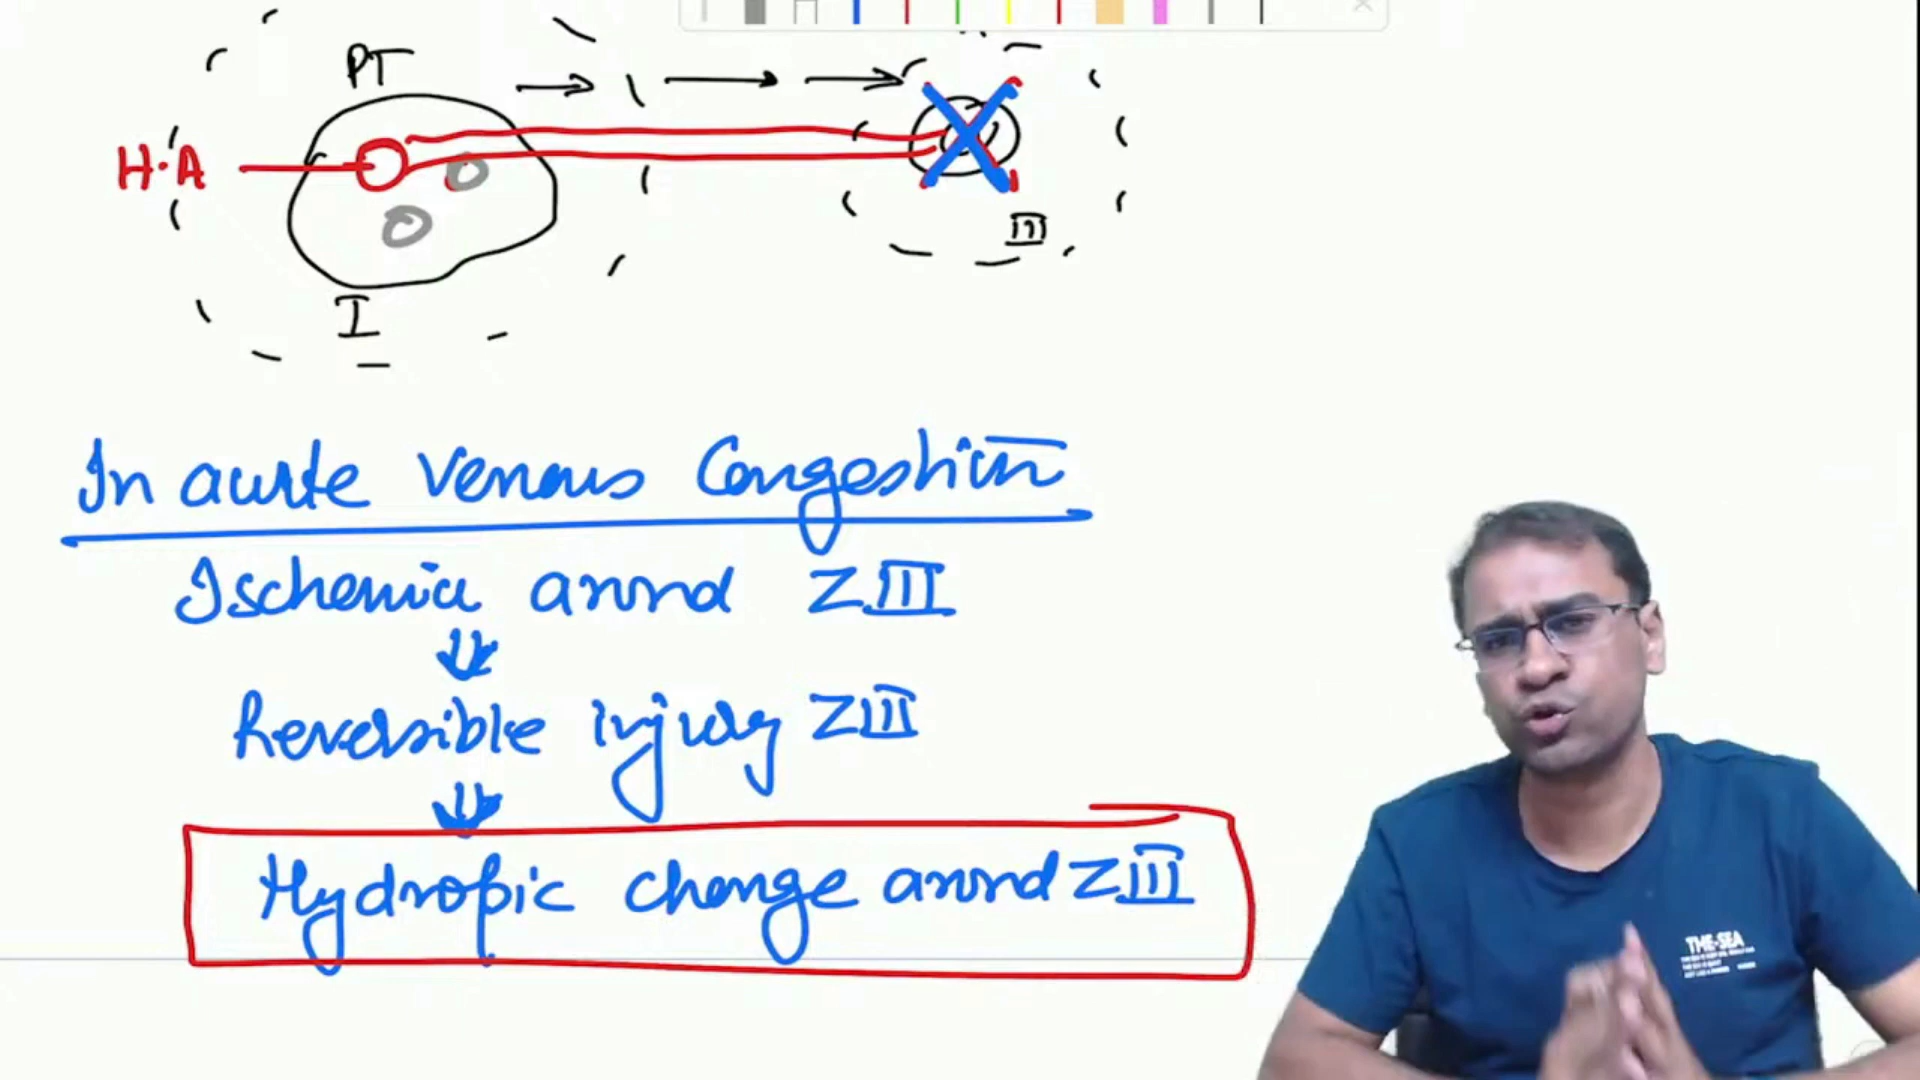 PT
H.A
III
I
In acute venous Congestion
Ischemia around ZIII
Reversible injury ZIII
Hydropic change around ZIII
THE-SEA